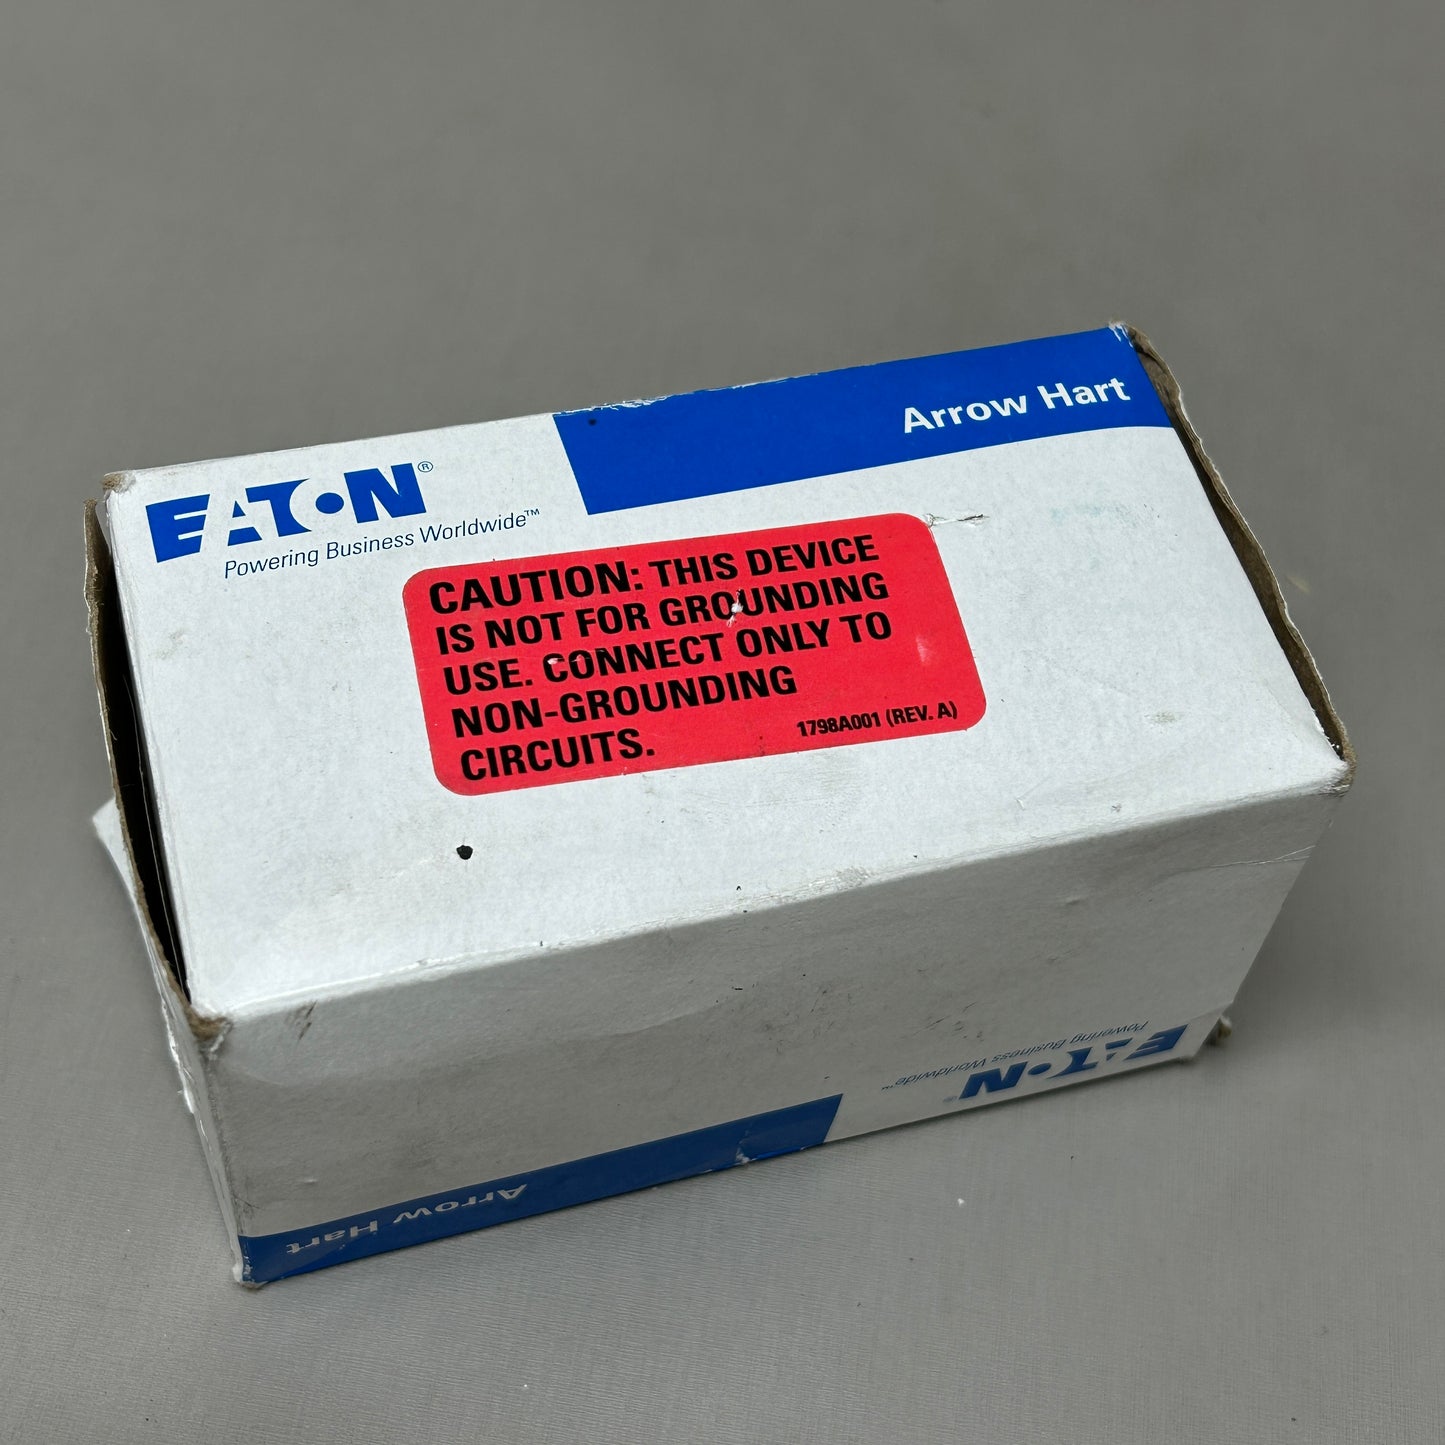 Arrow Hart
EATON®
Powering Business Worldwide™
CAUTION: THIS DEVICE
IS NOT FOR GROUNDING
USE. CONNECT ONLY TO
NON-GROUNDING
CIRCUITS.
1798A001 (REV. A)
Powering Business Worldwide™
EATON®
Arrow Hart